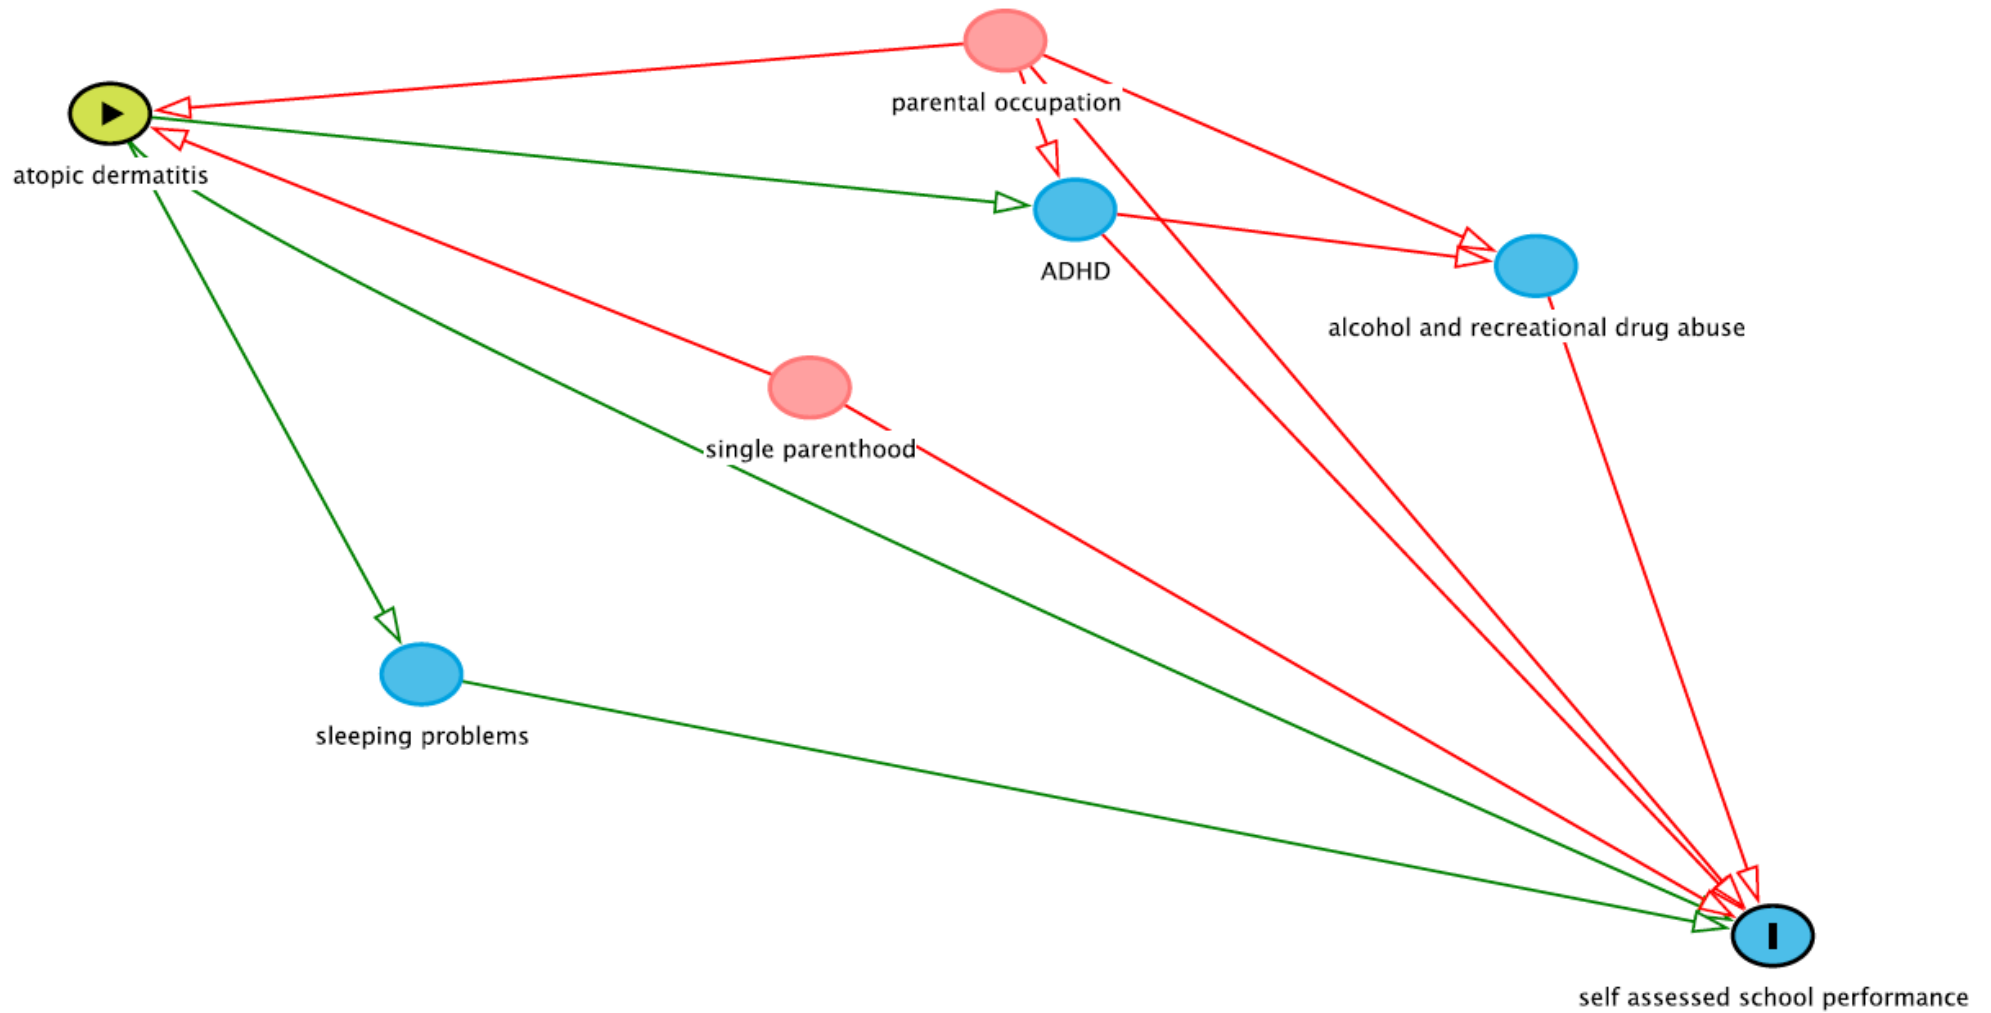 parental occupation
atopic dermatitis
ADHD
alcohol and recreational drug abuse
single parenthood
sleeping problems
self assessed school performance